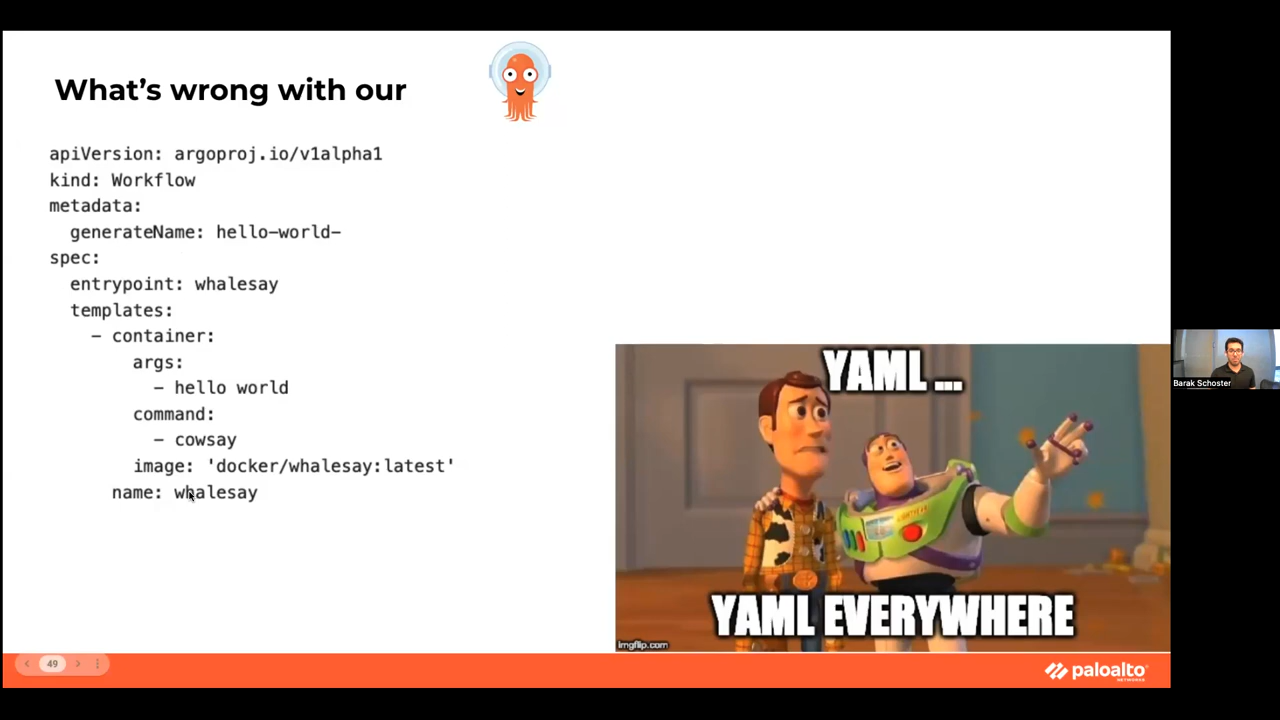 What's wrong with our
apiVersion: argoproj.io/v1alpha1
kind: Workflow
metadata:
generateName: hello-world-
spec:
entrypoint: whalesay
templates:
- container:
args:
- hello world
command:
- cowsay
image: 'docker/whalesay:latest'
name: whalesay
YAML ...
YAML EVERYWHERE
imgflip.com
Barak Schoster
49
paloalto
NETWORKS